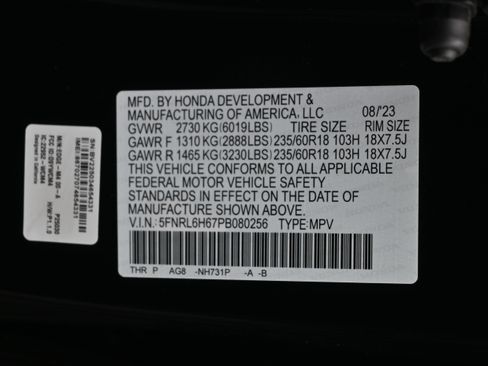 MFD. BY HONDA DEVELOPMENT &
MANUFACTURING OF AMERICA, LLC 08/'23
GVWR 2730 KG(6019LBS) TIRE SIZE RIM SIZE
GAWR F 1310 KG(2888LBS) 235/60R18 103H 18X7.5J
GAWR R 1465 KG(3230LBS) 235/60R18 103H 18X7.5J
THIS VEHICLE CONFORMS TO ALL APPLICABLE
FEDERAL MOTOR VEHICLE SAFETY
STANDARDS IN EFFECT ON THE DATE OF
MANUFACTURE SHOWN ABOVE.
V.I.N.: 5FNRL6H67PB080256 TYPE: MPV
THR P AG8 -NH731P -A -B
Designed in California